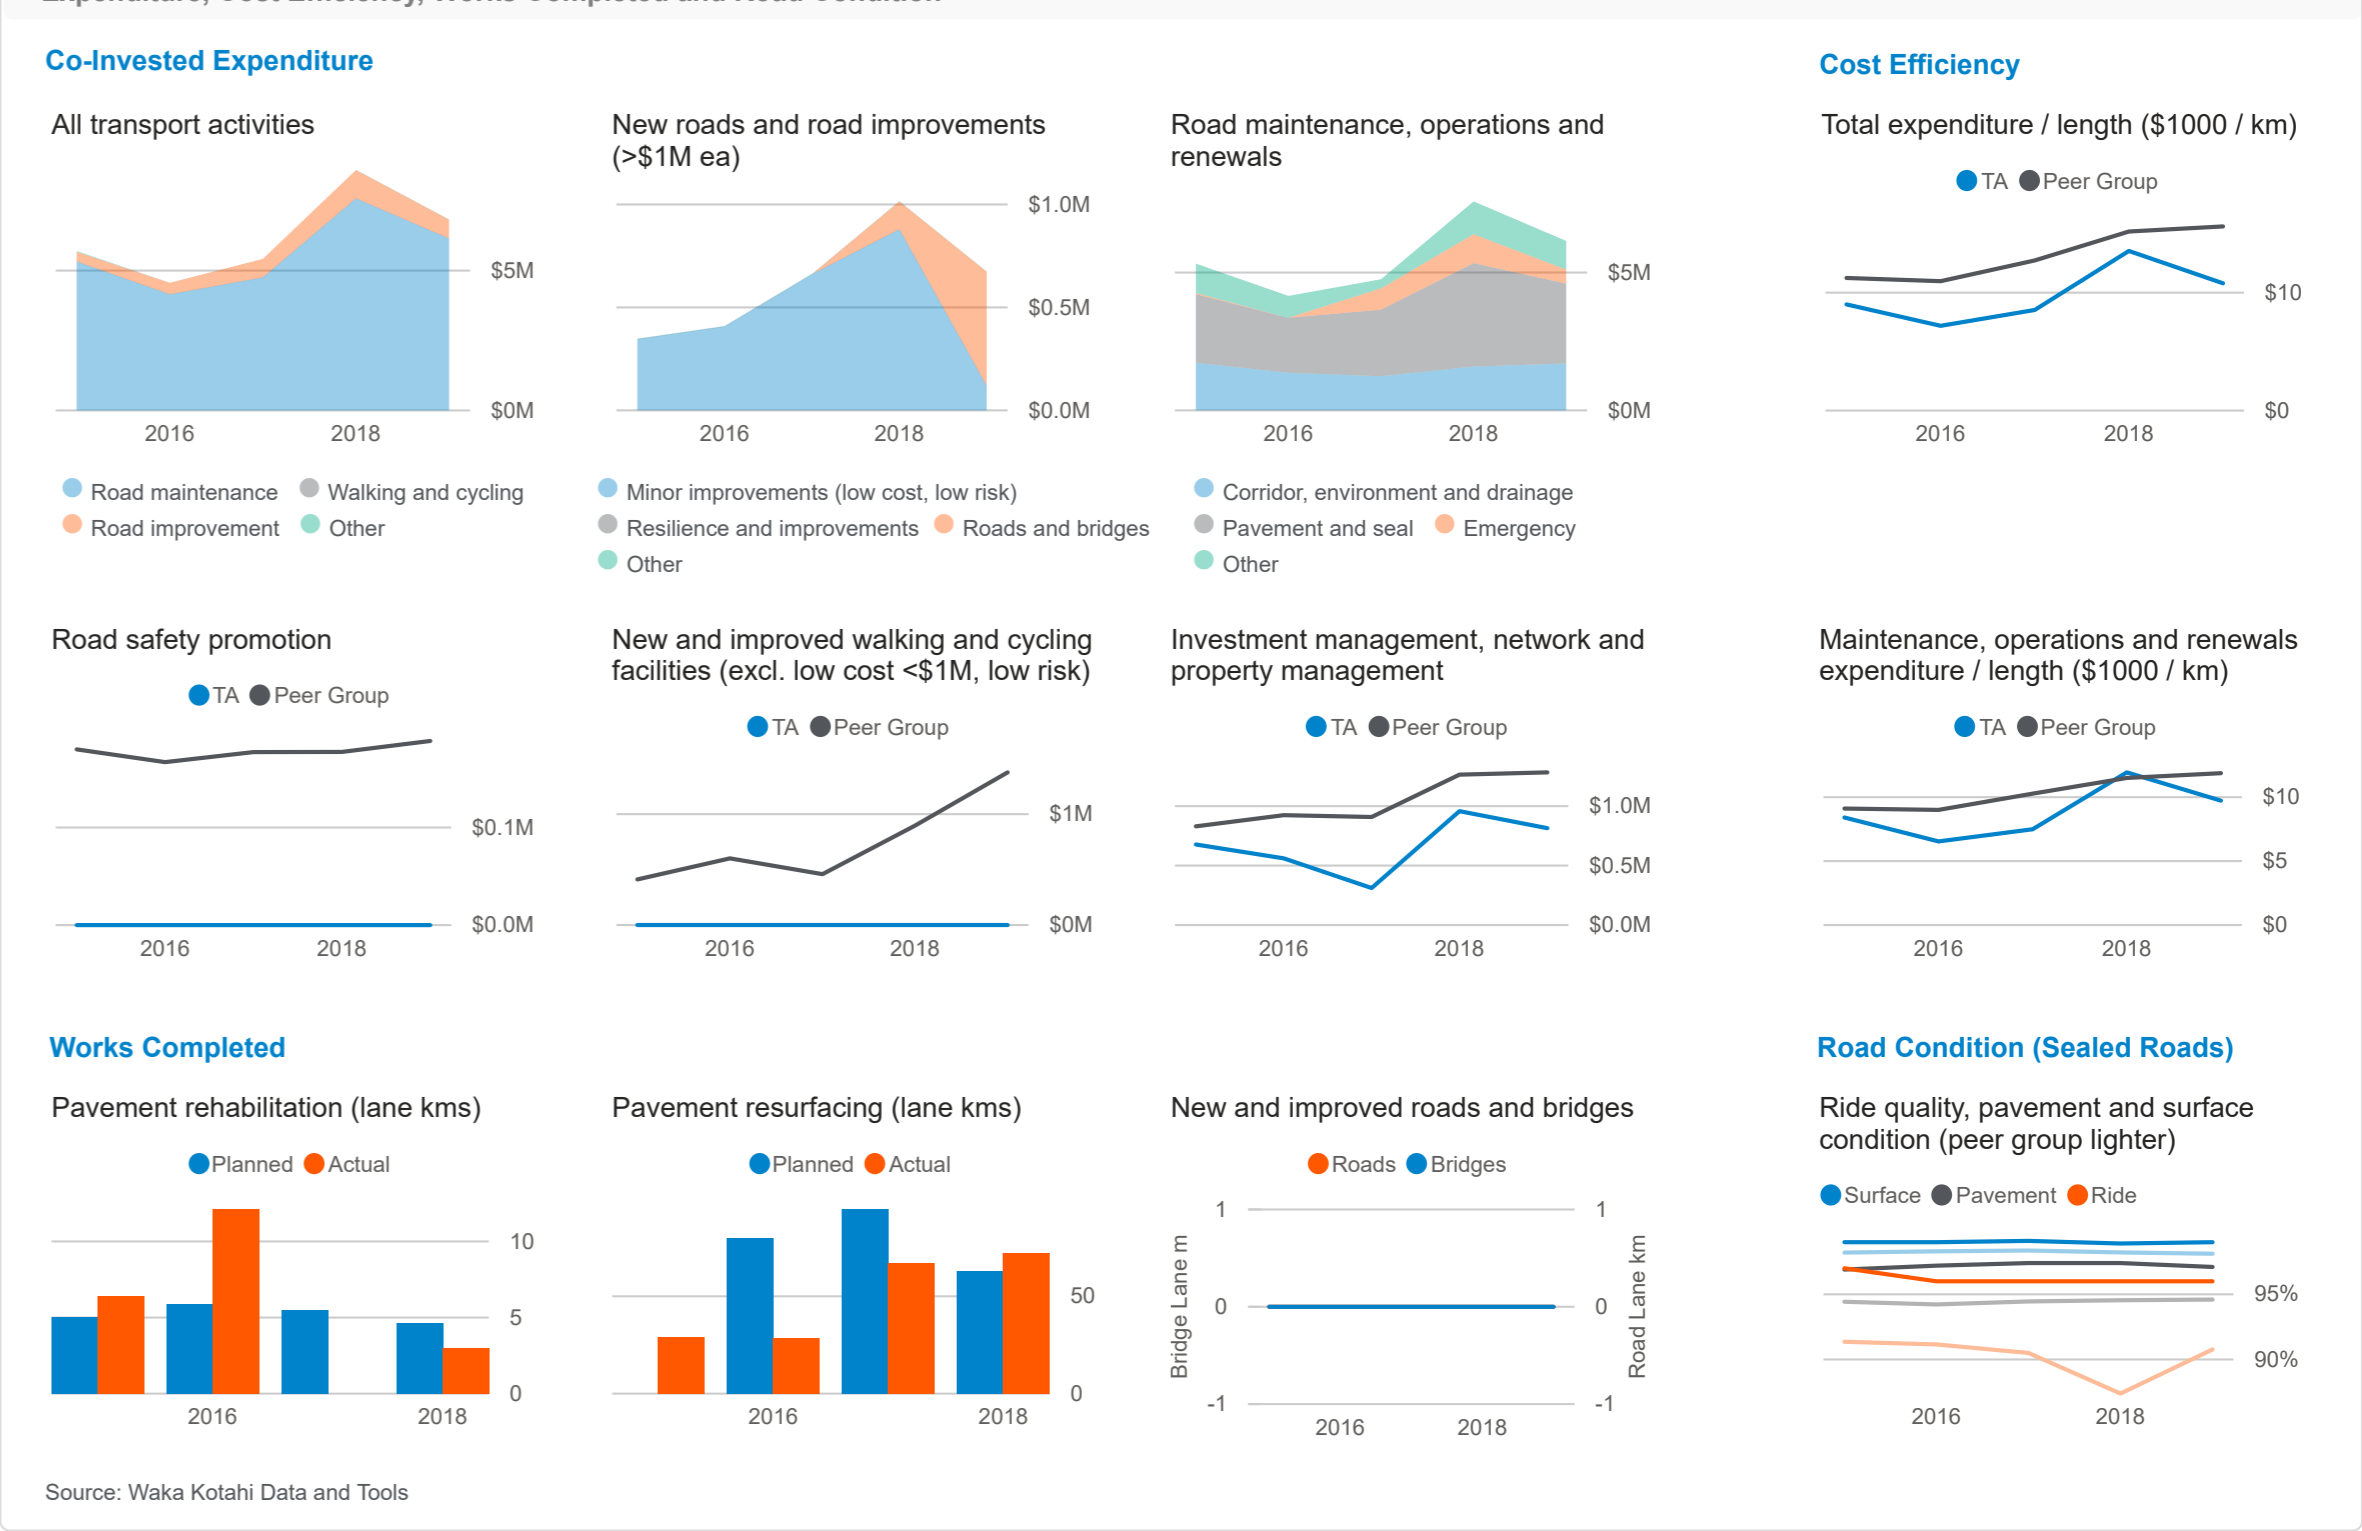 Expenditure, Cost Efficiency, Works Completed and Road Condition
Co-Invested Expenditure
Cost Efficiency
All transport activities
$5M
$0M
2016 2018
Road maintenance Walking and cycling
Road improvement Other
New roads and road improvements
(>$1M ea)
$1.0M
$0.5M
$0.0M
2016 2018
Minor improvements (low cost, low risk)
Resilience and improvements Roads and bridges
Other
Road maintenance, operations and
renewals
$5M
$0M
2016 2018
Corridor, environment and drainage
Pavement and seal Emergency
Other
Total expenditure / length ($1000 / km)
TA Peer Group
$10
$0
2016 2018
Road safety promotion
TA Peer Group
$0.1M
$0.0M
2016 2018
New and improved walking and cycling
facilities (excl. low cost <$1M, low risk)
TA Peer Group
$1M
$0M
2016 2018
Investment management, network and
property management
TA Peer Group
$1.0M
$0.5M
$0.0M
2016 2018
Maintenance, operations and renewals
expenditure / length ($1000 / km)
TA Peer Group
$10
$5
$0
2016 2018
Works Completed
Road Condition (Sealed Roads)
Pavement rehabilitation (lane kms)
Planned Actual
10
5
0
2016 2018
Pavement resurfacing (lane kms)
Planned Actual
50
0
2016 2018
New and improved roads and bridges
Roads Bridges
Bridge Lane m
1 1
0 0
-1 -1
Road Lane km
2016 2018
Ride quality, pavement and surface
condition (peer group lighter)
Surface Pavement Ride
95%
90%
2016 2018
Source: Waka Kotahi Data and Tools